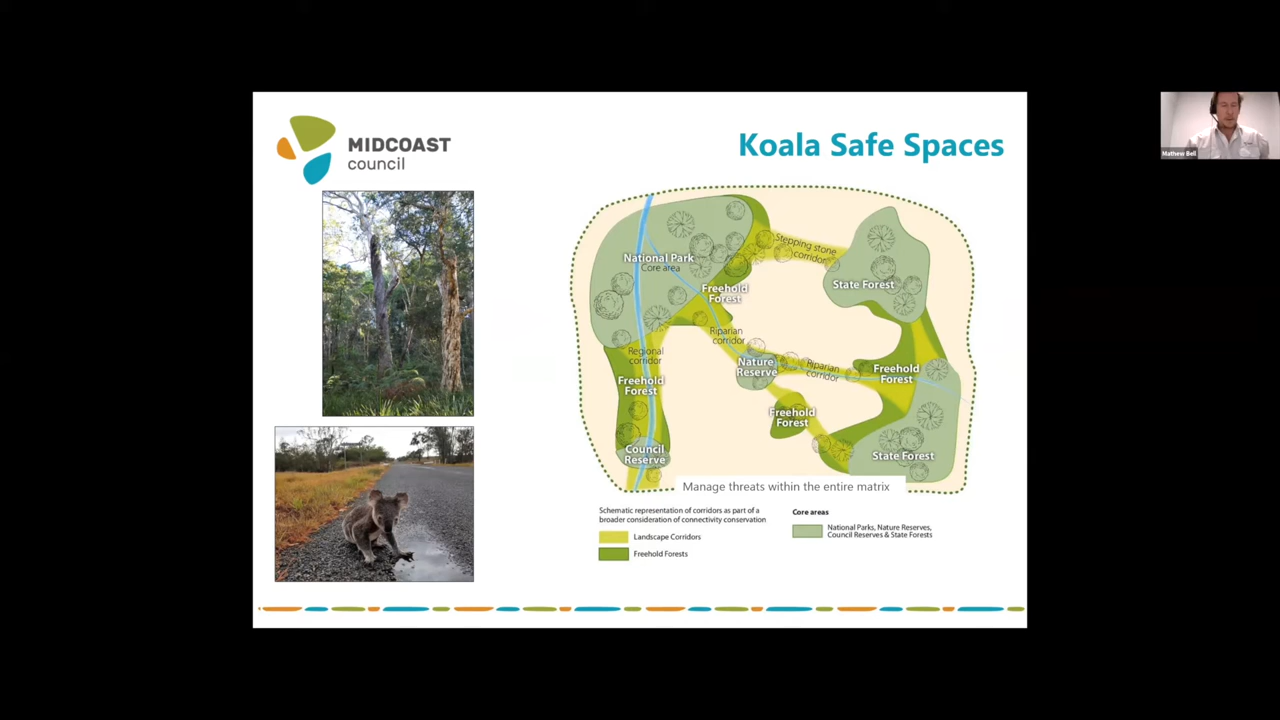 MIDCOAST
council
Koala Safe Spaces
Mathew Bell
Stepping stone
corridor
National Park
Core area
State Forest
Freehold
Forest
Riparian
corridor
Regional
corridor
Nature
Reserve
Riparian
corridor
Freehold
Forest
Freehold
Forest
Freehold
Forest
Council
Reserve
State Forest
Manage threats within the entire matrix
Schematic representation of corridors as part of a
broader consideration of connectivity conservation
Landscape Corridors
Freehold Forests
Core areas
National Parks, Nature Reserves,
Council Reserves & State Forests